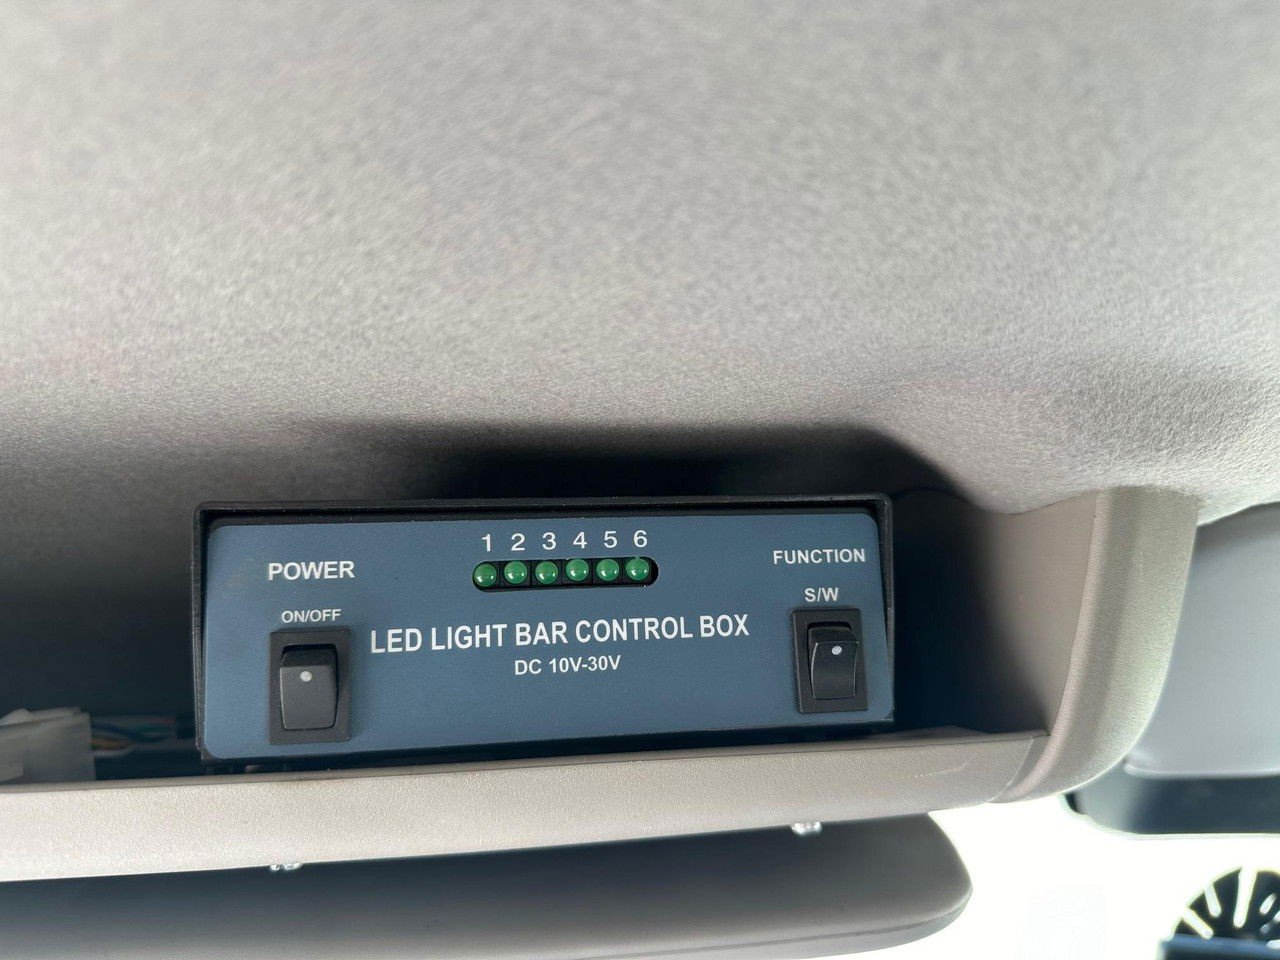 1 2 3 4 5 6
POWER
FUNCTION
ON/OFF
S/W
LED LIGHT BAR CONTROL BOX
DC 10V-30V